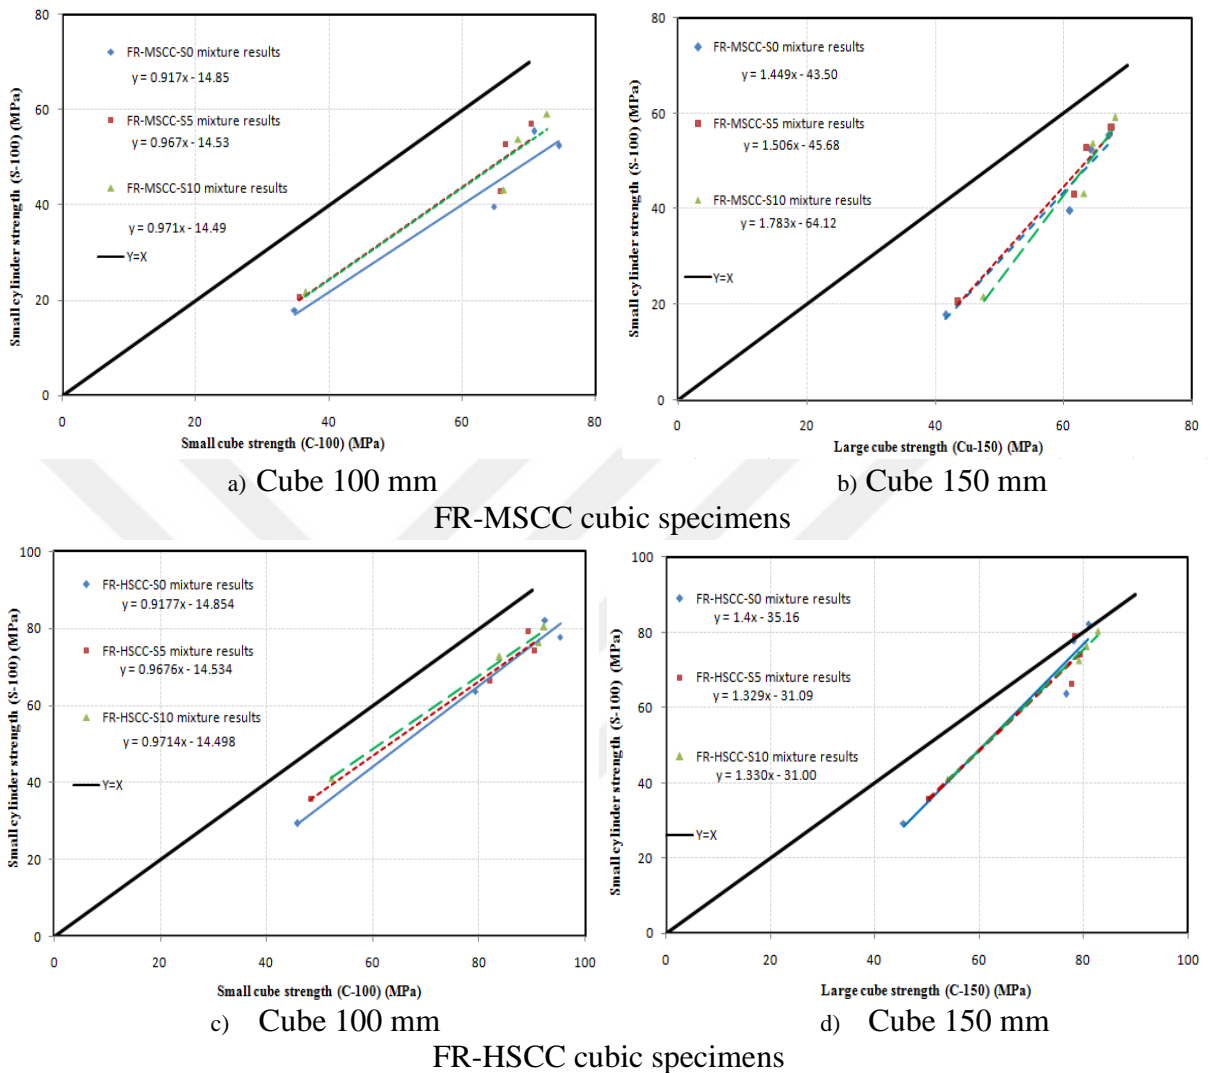 80
60
40
20
0
Small cylinder strength (S-100) (MPa)
FR-MSCC-S0 mixture results
y = 0.917x - 14.85
FR-MSCC-S5 mixture results
y = 0.967x - 14.53
FR-MSCC-S10 mixture results
y = 0.971x - 14.49
Y=X
0 20 40 60 80
Small cube strength (C-100) (MPa)
a) Cube 100 mm
80
60
40
20
0
Small cylinder strength (S-100) (MPa)
FR-MSCC-S0 mixture results
y = 1.449x - 43.50
FR-MSCC-S5 mixture results
y = 1.506x - 45.68
FR-MSCC-S10 mixture results
y = 1.783x - 64.12
Y=X
0 20 40 60 80
Large cube strength (Cu-150) (MPa)
b) Cube 150 mm
FR-MSCC cubic specimens
100
80
60
40
20
0
Small cylinder strength (S-100) (MPa)
FR-HSCC-S0 mixture results
y = 0.9177x - 14.854
FR-HSCC-S5 mixture results
y = 0.9676x - 14.534
FR-HSCC-S10 mixture results
y = 0.9714x - 14.498
Y=X
0 20 40 60 80 100
Small cube strength (C-100) (MPa)
c) Cube 100 mm
100
80
60
40
20
0
Small cylinder strength (S-100) (MPa)
FR-HSCC-S0 mixture results
y = 1.4x - 35.16
FR-HSCC-S5 mixture results
y = 1.329x - 31.09
FR-HSCC-S10 mixture results
y = 1.330x - 31.00
Y=X
0 20 40 60 80 100
Large cube strength (C-150) (MPa)
d) Cube 150 mm
FR-HSCC cubic specimens